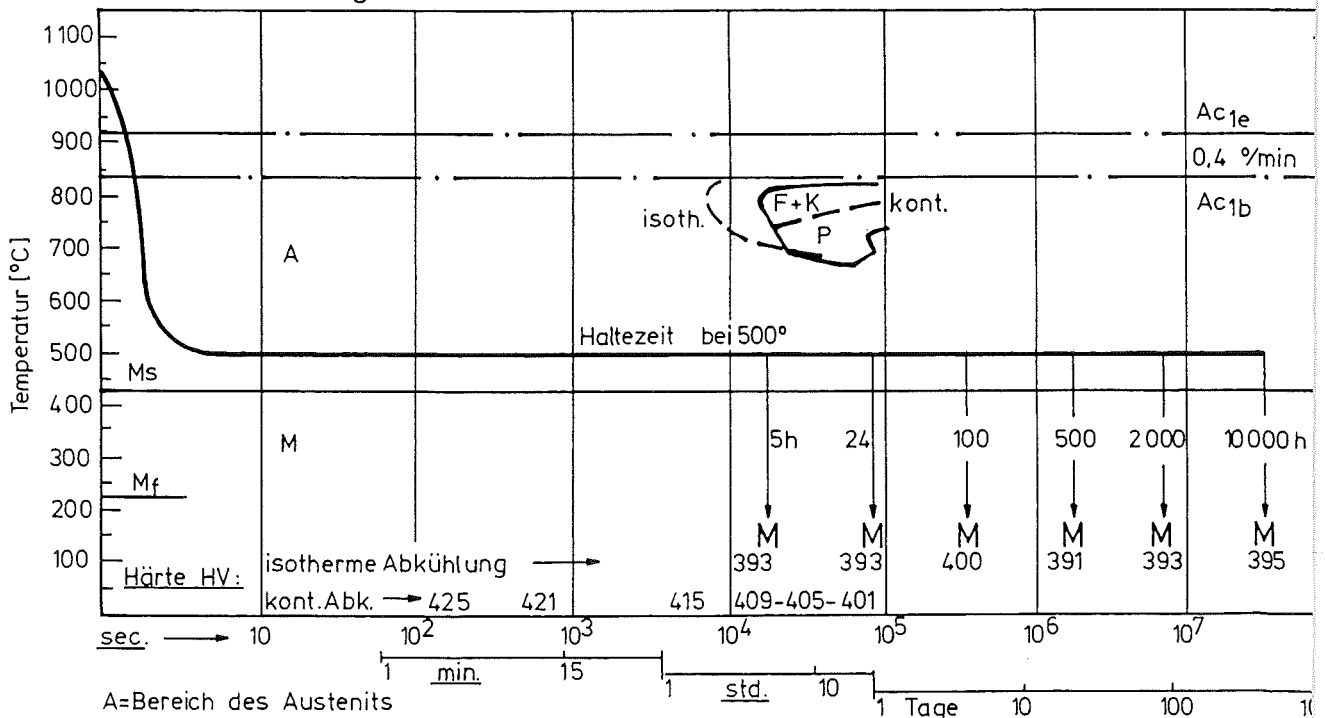 1100
1000
900
800
700
600
500
400
300
200
100
Temperatur [°C]
Ac1e
0,4 °/min
Ac1b
F+K
kont.
isoth.
P
A
Haltezeit bei 500°
Ms
M
5h 24 100 500 2000 10000h
Mf
M M M M M M
393 393 400 391 393 395
Härte HV:
isotherme Abkühlung
kont.Abk. 425 421 415 409-405-401
sec. 10 10² 10³ 10⁴ 10⁵ 10⁶ 10⁷
1 min. 15
1 std. 10
1 Tage 10 100
A=Bereich des Austenits